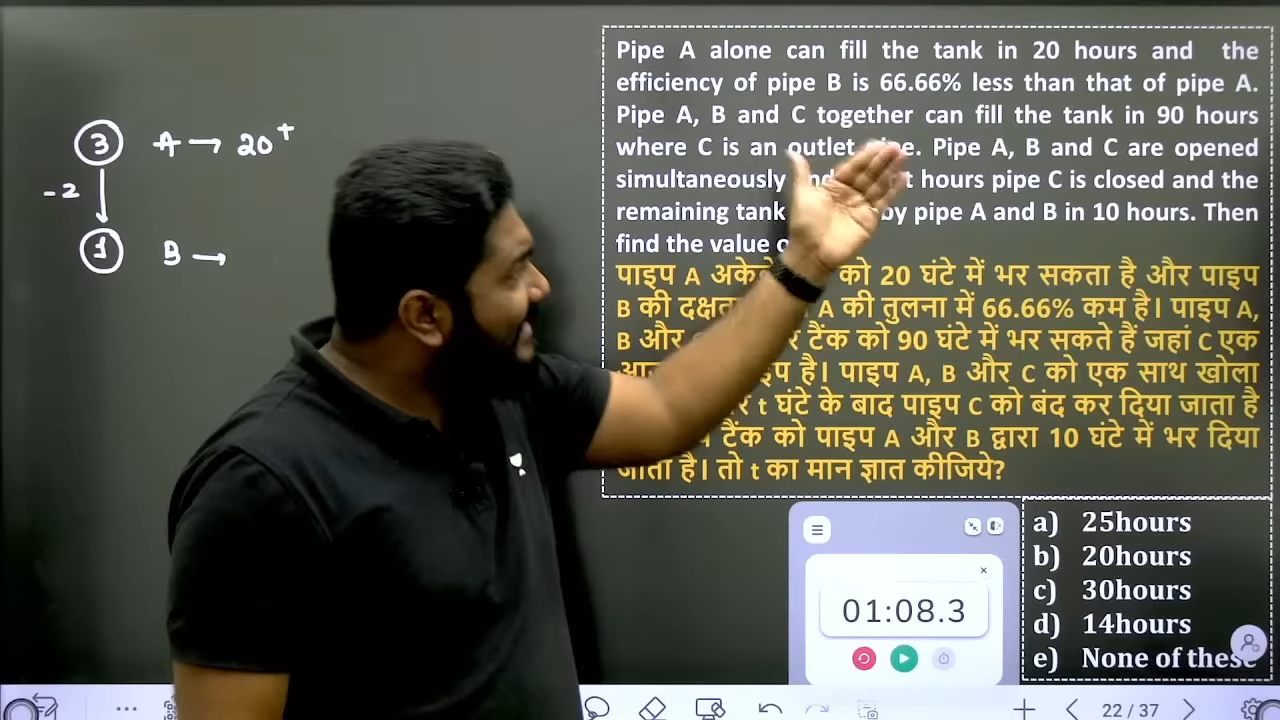 Pipe A alone can fill the tank in 20 hours and the
efficiency of pipe B is 66.66% less than that of pipe A.
Pipe A, B and C together can fill the tank in 90 hours
where C is an outlet pipe. Pipe A, B and C are opened
simultaneously hours pipe C is closed and the
remaining tank by pipe A and B in 10 hours. Then
find the value
पाइप A को 20 घंटे में भर सकता है और पाइप
B की A की तुलना में 66.66% कम है। पाइप A,
B और टैंक को 90 घंटे में भर सकते हैं जहां C एक
है। पाइप A, B और C को एक साथ खोला
t घंटे के बाद पाइप C को बंद कर दिया जाता है
टैंक को पाइप A और B द्वारा 10 घंटे में भर दिया
जाता है। तो t का मान ज्ञात कीजिये?
3 A → 20+
-2
1 B →
a) 25hours
b) 20hours
c) 30hours
d) 14hours
e) None of these
01:08.3
22 / 37